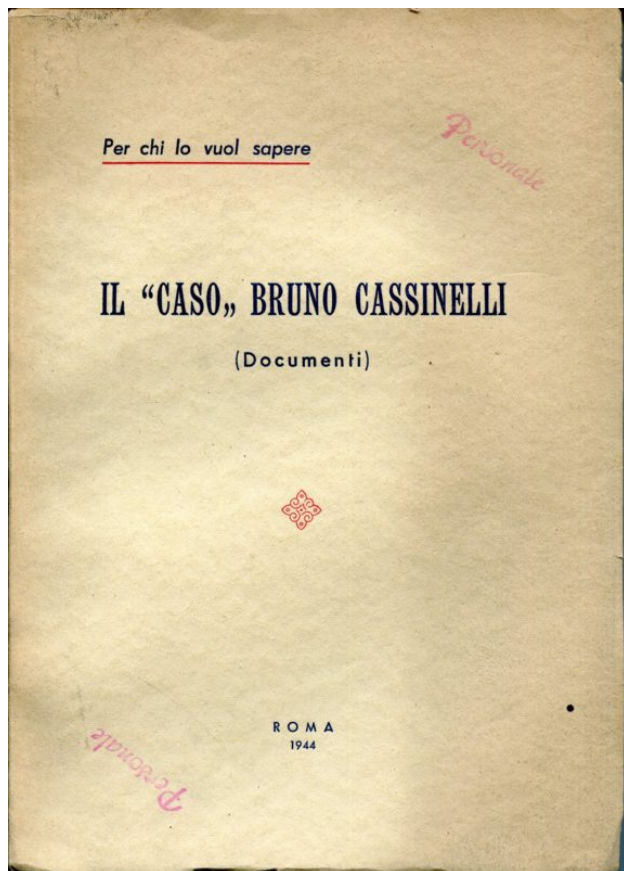 Per chi lo vuol sapere
Personale
IL “CASO„ BRUNO CASSINELLI
(Documenti)
ROMA
1944
Personale